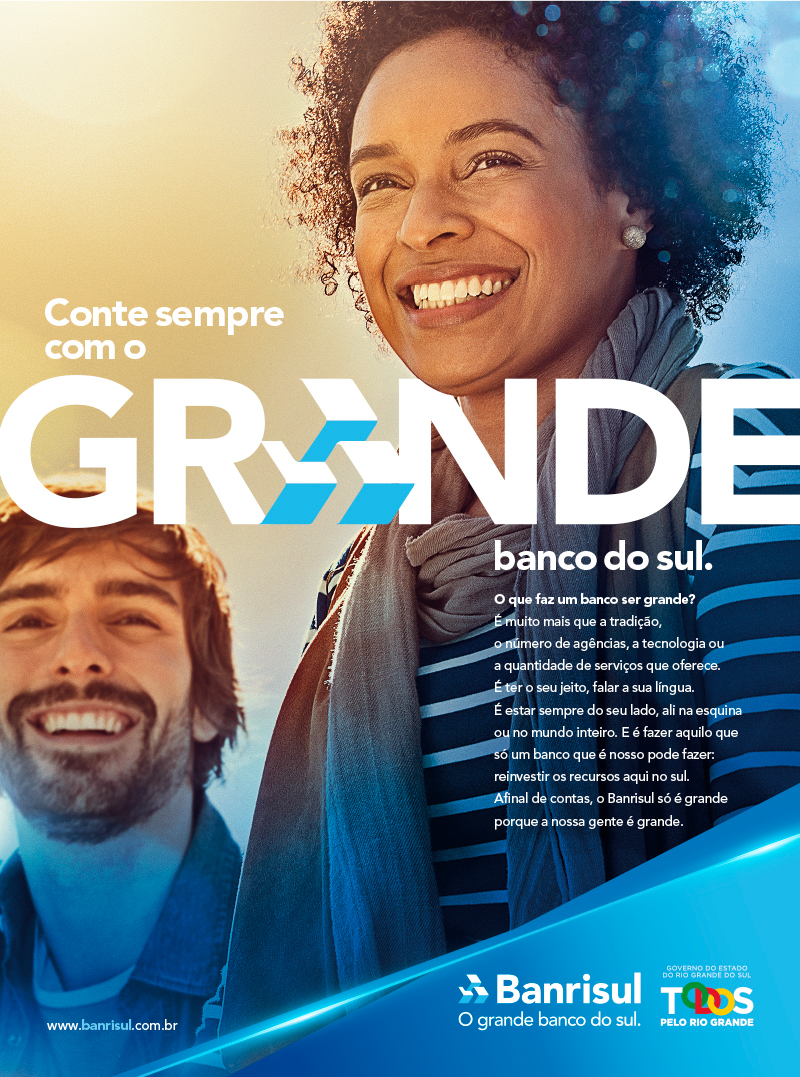 Conte sempre
com o
GRANDE
banco do sul.
O que faz um banco ser grande?
É muito mais que a tradição,
o número de agências, a tecnologia ou
a quantidade de serviços que oferece.
É ter o seu jeito, falar a sua língua.
É estar sempre do seu lado, ali na esquina
ou no mundo inteiro. E é fazer aquilo que
só um banco que é nosso pode fazer:
reinvestir os recursos aqui no sul.
Afinal de contas, o Banrisul só é grande
porque a nossa gente é grande.
www.banrisul.com.br
Banrisul
O grande banco do sul.
GOVERNO DO ESTADO
DO RIO GRANDE DO SUL
TODOS
PELO RIO GRANDE